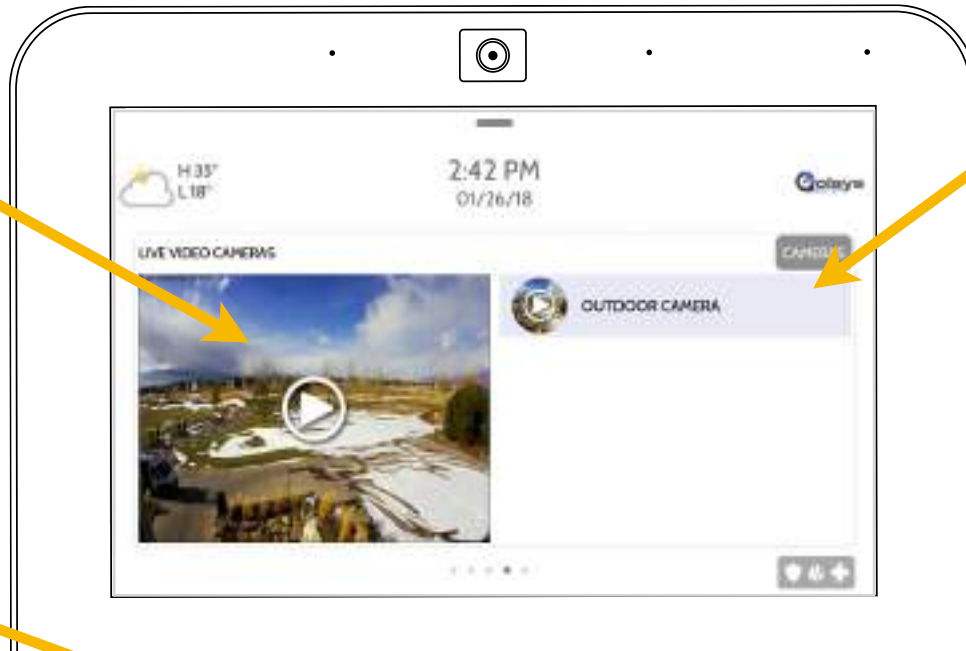 H 35°
L 18°
2:42 PM
01/26/18
Qolsys
LIVE VIDEO CAMERAS
CAMERAS
OUTDOOR CAMERA